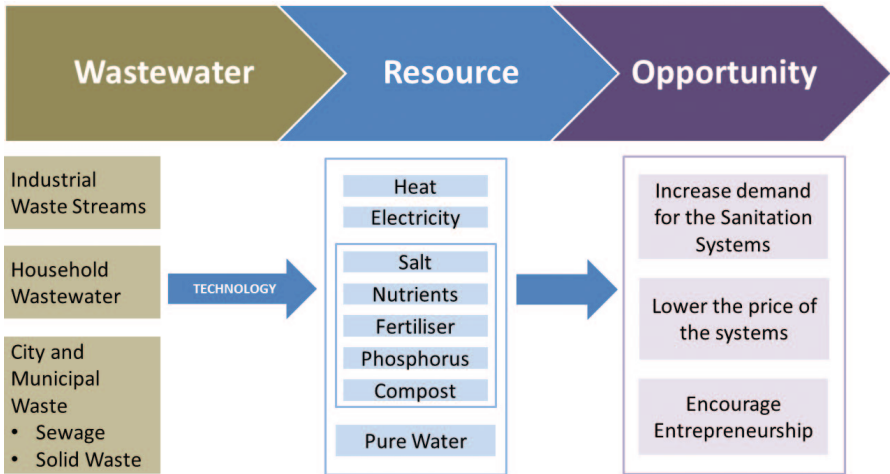 Wastewater
Resource
Opportunity
Industrial
Waste Streams
Household
Wastewater
City and
Municipal
Waste
• Sewage
• Solid Waste
TECHNOLOGY
Heat
Electricity
Salt
Nutrients
Fertiliser
Phosphorus
Compost
Pure Water
Increase demand
for the Sanitation
Systems
Lower the price of
the systems
Encourage
Entrepreneurship